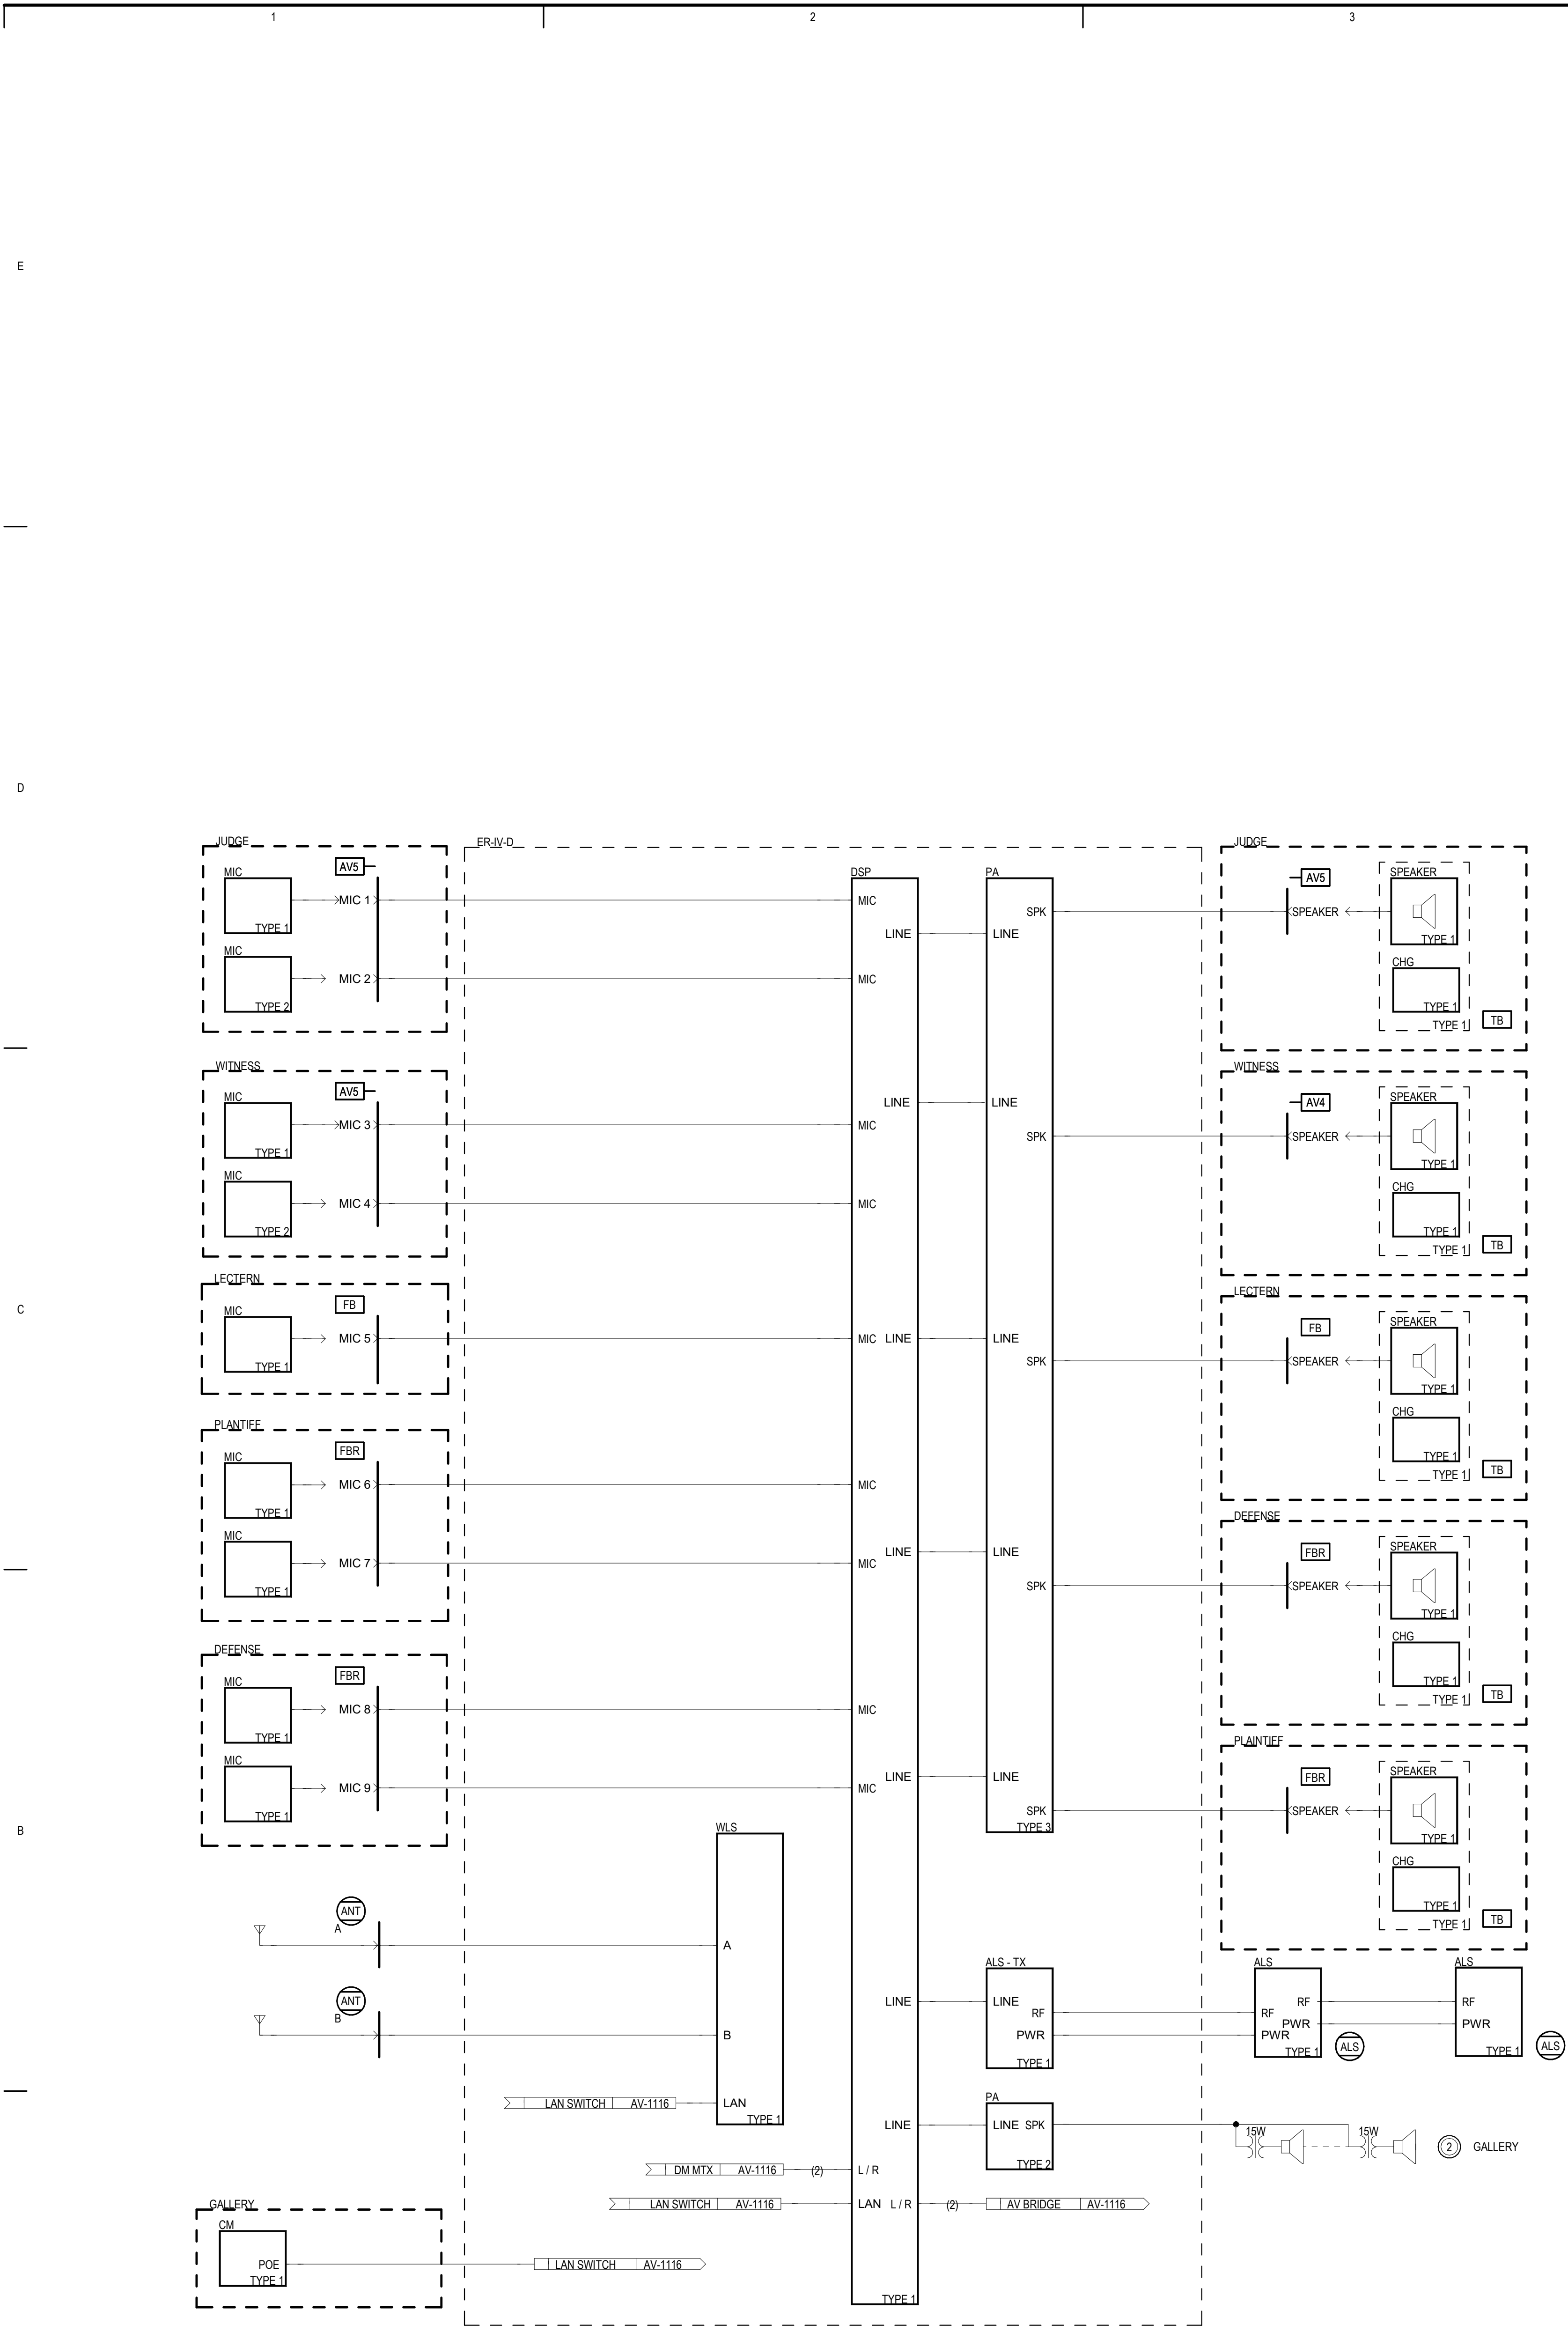 1 2 3
E
D
C
B
JUDGE
AV5
MIC
MIC 1
TYPE 1
MIC
MIC 2
TYPE 2
WITNESS
AV5
MIC
MIC 3
TYPE 1
MIC
MIC 4
TYPE 2
LECTERN
FB
MIC
MIC 5
TYPE 1
PLANTIFF
FBR
MIC
MIC 6
TYPE 1
MIC
MIC 7
TYPE 1
DEFENSE
FBR
MIC
MIC 8
TYPE 1
MIC
MIC 9
TYPE 1
ANT
A
ANT
B
GALLERY
CM
POE
TYPE 1
LAN SWITCH AV-1116
ER-IV-D
WLS
A
B
LAN
TYPE 1
LAN SWITCH AV-1116
DM MTX AV-1116 (2)
LAN SWITCH AV-1116
DSP
MIC
LINE
MIC
LINE
MIC
MIC
MIC LINE
MIC
LINE
MIC
MIC
LINE
MIC
LINE
LINE
L / R
LAN L / R
TYPE 1
(2) AV BRIDGE AV-1116
PA
SPK
LINE
LINE
SPK
LINE
SPK
LINE
SPK
LINE
SPK
TYPE 3
ALS - TX
LINE
RF
PWR
TYPE 1
PA
LINE SPK
TYPE 2
JUDGE
AV5
SPEAKER
SPEAKER
TYPE 1
CHG
TYPE 1
TYPE 1
TB
WITNESS
AV4
SPEAKER
SPEAKER
TYPE 1
CHG
TYPE 1
TYPE 1
TB
LECTERN
FB
SPEAKER
SPEAKER
TYPE 1
CHG
TYPE 1
TYPE 1
TB
DEFENSE
FBR
SPEAKER
SPEAKER
TYPE 1
CHG
TYPE 1
TYPE 1
TB
PLAINTIFF
FBR
SPEAKER
SPEAKER
TYPE 1
CHG
TYPE 1
TYPE 1
TB
ALS
RF
RF
PWR
PWR
TYPE 1
ALS
ALS
RF
PWR
TYPE 1
ALS
15W 15W
2 GALLERY